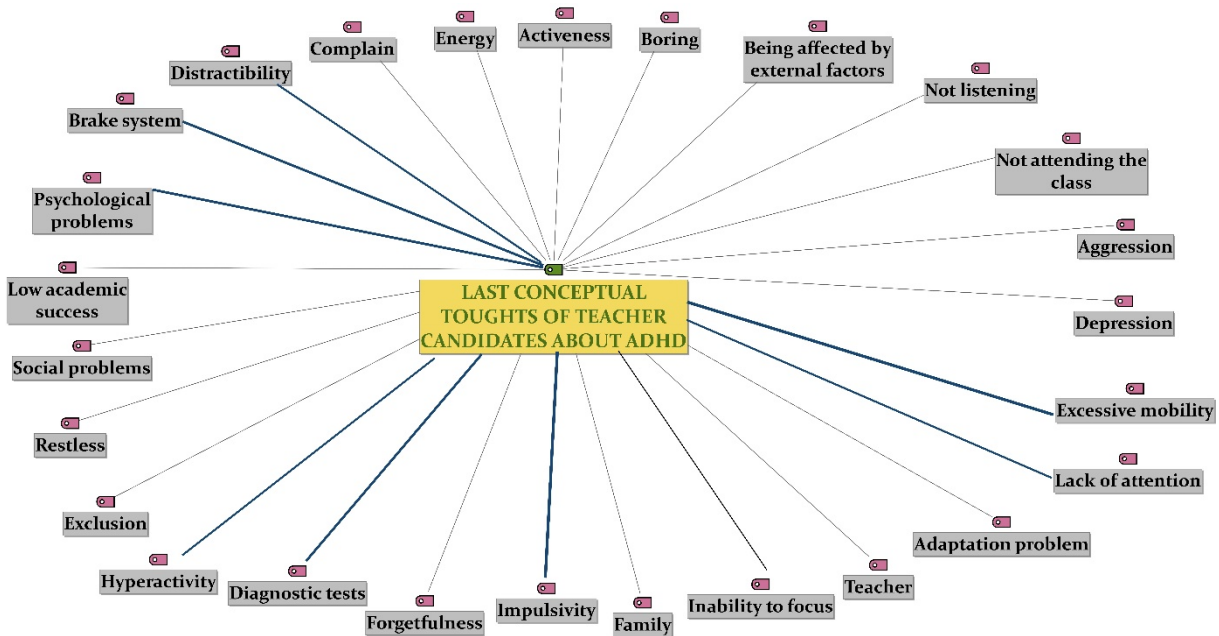 Energy
Activeness
Boring
Complain
Being affected by
external factors
Distractibility
Not listening
Brake system
Not attending the
class
Psychological
problems
Aggression
Low academic
success
LAST CONCEPTUAL
TOUGHTS OF TEACHER
CANDIDATES ABOUT ADHD
Depression
Social problems
Excessive mobility
Restless
Lack of attention
Exclusion
Adaptation problem
Hyperactivity
Diagnostic tests
Teacher
Forgetfulness
Impulsivity
Family
Inability to focus